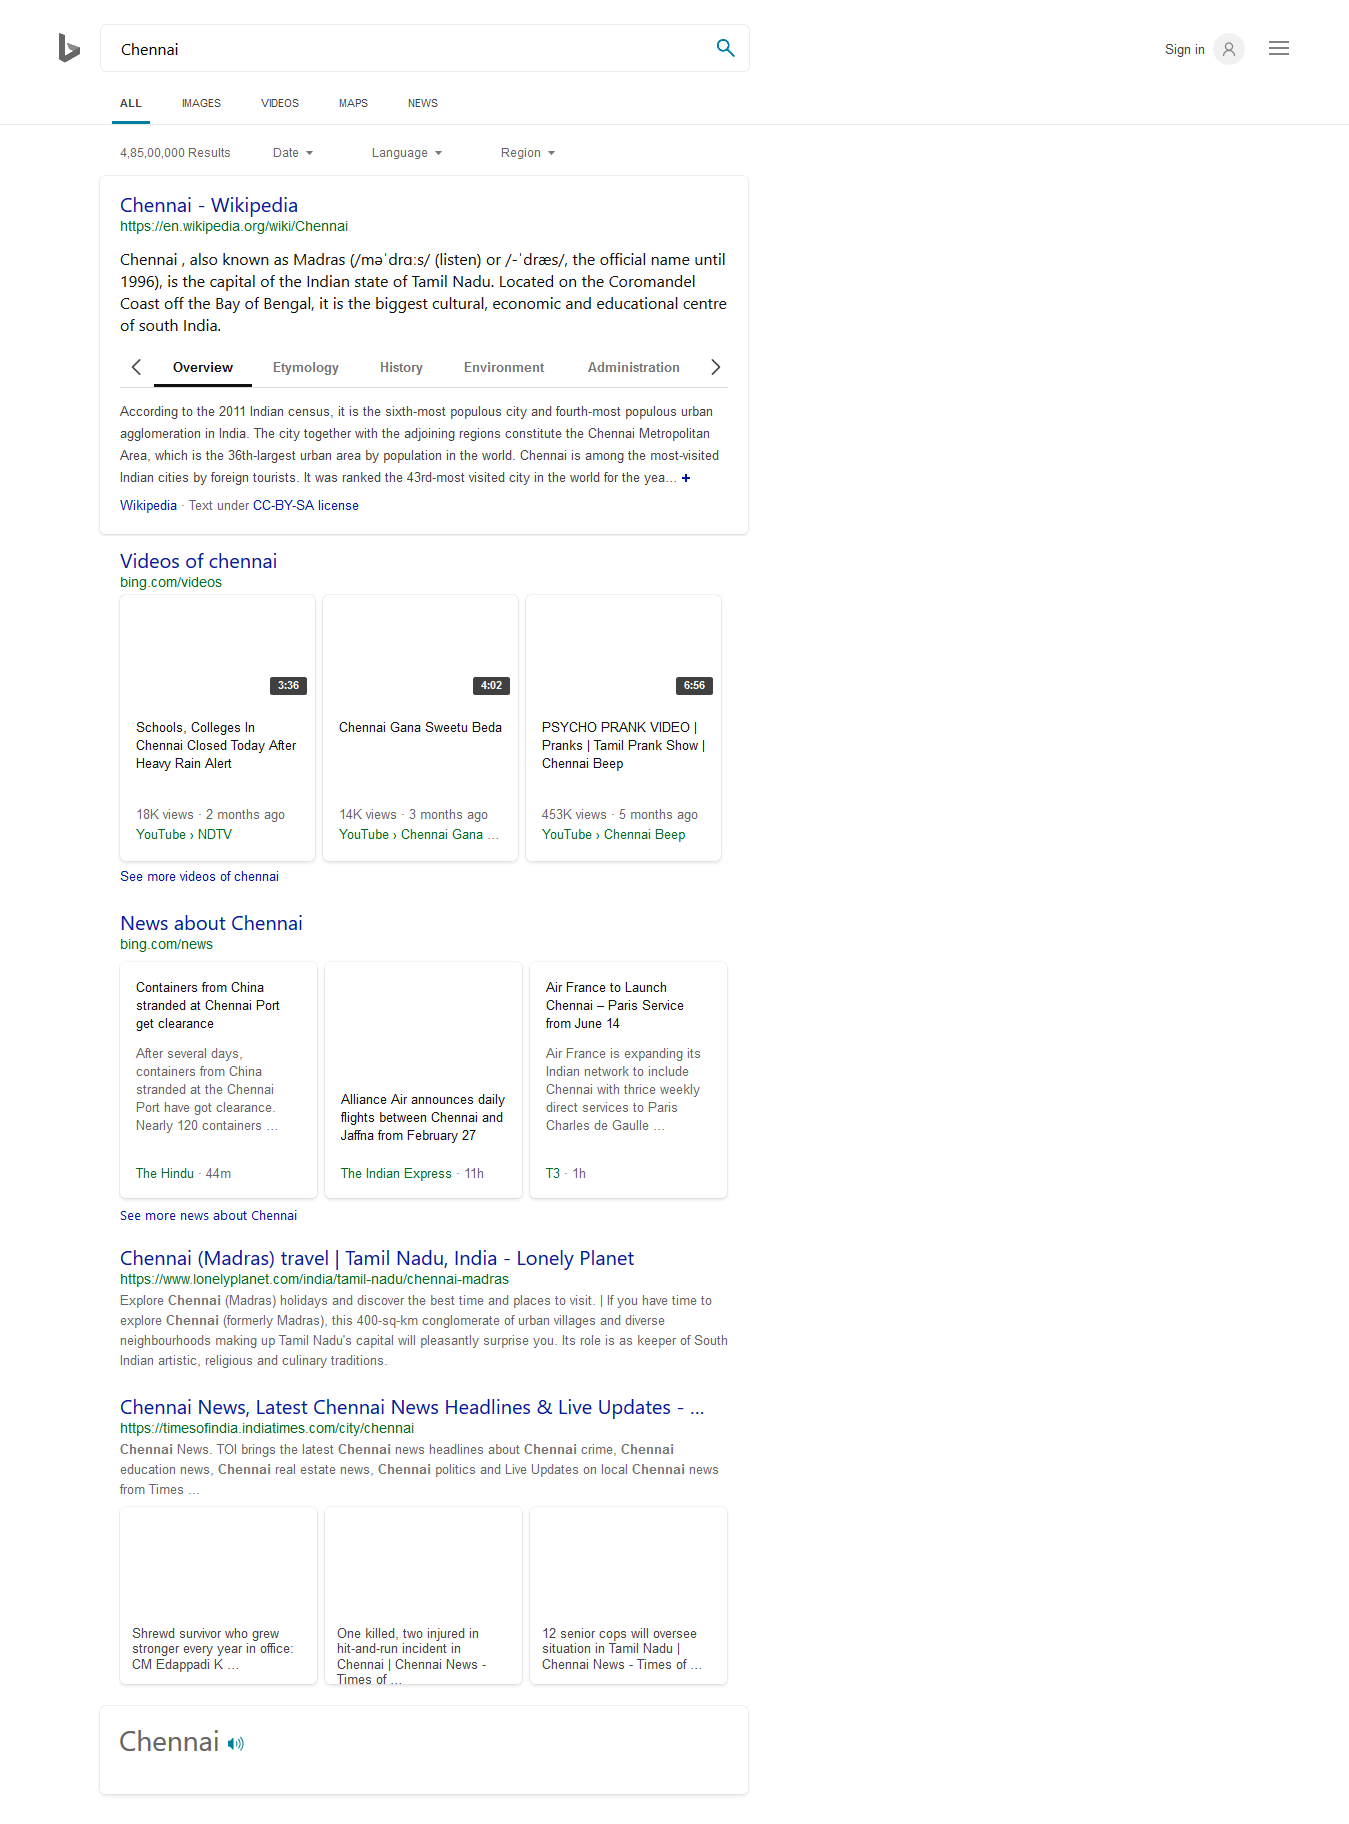 Chennai
Sign in
ALL IMAGES VIDEOS MAPS NEWS
4,85,00,000 Results Date Language Region
Chennai - Wikipedia
https://en.wikipedia.org/wiki/Chennai
Chennai , also known as Madras (/məˈdrɑːs/ (listen) or /-ˈdræs/, the official name until
1996), is the capital of the Indian state of Tamil Nadu. Located on the Coromandel
Coast off the Bay of Bengal, it is the biggest cultural, economic and educational centre
of south India.
Overview Etymology History Environment Administration
According to the 2011 Indian census, it is the sixth-most populous city and fourth-most populous urban
agglomeration in India. The city together with the adjoining regions constitute the Chennai Metropolitan
Area, which is the 36th-largest urban area by population in the world. Chennai is among the most-visited
Indian cities by foreign tourists. It was ranked the 43rd-most visited city in the world for the yea... +
Wikipedia · Text under CC-BY-SA license
Videos of chennai
bing.com/videos
3:36
Schools, Colleges In
Chennai Closed Today After
Heavy Rain Alert
18K views · 2 months ago
YouTube › NDTV
4:02
Chennai Gana Sweetu Beda
14K views · 3 months ago
YouTube › Chennai Gana ...
6:56
PSYCHO PRANK VIDEO |
Pranks | Tamil Prank Show |
Chennai Beep
453K views · 5 months ago
YouTube › Chennai Beep
See more videos of chennai
News about Chennai
bing.com/news
Containers from China
stranded at Chennai Port
get clearance
After several days,
containers from China
stranded at the Chennai
Port have got clearance.
Nearly 120 containers ...
The Hindu · 44m
Alliance Air announces daily
flights between Chennai and
Jaffna from February 27
The Indian Express · 11h
Air France to Launch
Chennai – Paris Service
from June 14
Air France is expanding its
Indian network to include
Chennai with thrice weekly
direct services to Paris
Charles de Gaulle ...
T3 · 1h
See more news about Chennai
Chennai (Madras) travel | Tamil Nadu, India - Lonely Planet
https://www.lonelyplanet.com/india/tamil-nadu/chennai-madras
Explore Chennai (Madras) holidays and discover the best time and places to visit. | If you have time to
explore Chennai (formerly Madras), this 400-sq-km conglomerate of urban villages and diverse
neighbourhoods making up Tamil Nadu's capital will pleasantly surprise you. Its role is as keeper of South
Indian artistic, religious and culinary traditions.
Chennai News, Latest Chennai News Headlines & Live Updates - ...
https://timesofindia.indiatimes.com/city/chennai
Chennai News. TOI brings the latest Chennai news headlines about Chennai crime, Chennai
education news, Chennai real estate news, Chennai politics and Live Updates on local Chennai news
from Times ...
Shrewd survivor who grew
stronger every year in office:
CM Edappadi K ...
One killed, two injured in
hit-and-run incident in
Chennai | Chennai News -
Times of ...
12 senior cops will oversee
situation in Tamil Nadu |
Chennai News - Times of ...
Chennai